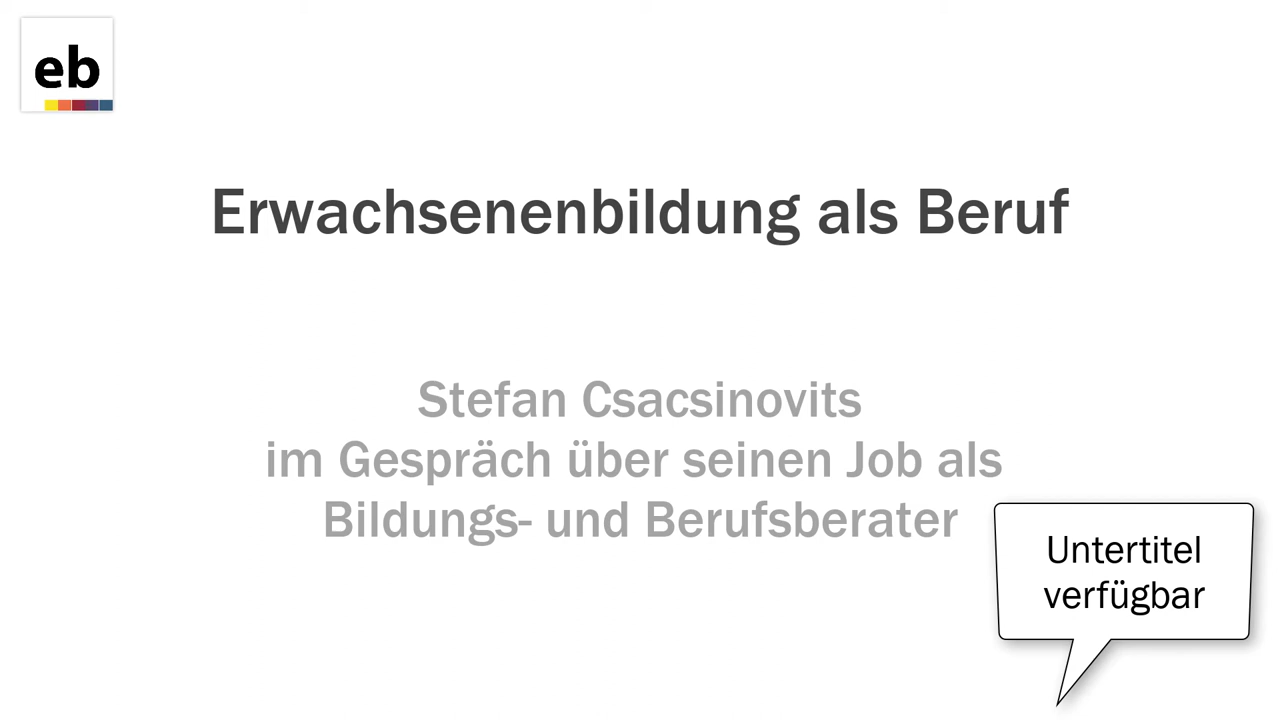 eb
Erwachsenenbildung als Beruf
Stefan Csacsinovits
im Gespräch über seinen Job als
Bildungs- und Berufsberater
Untertitel
verfügbar